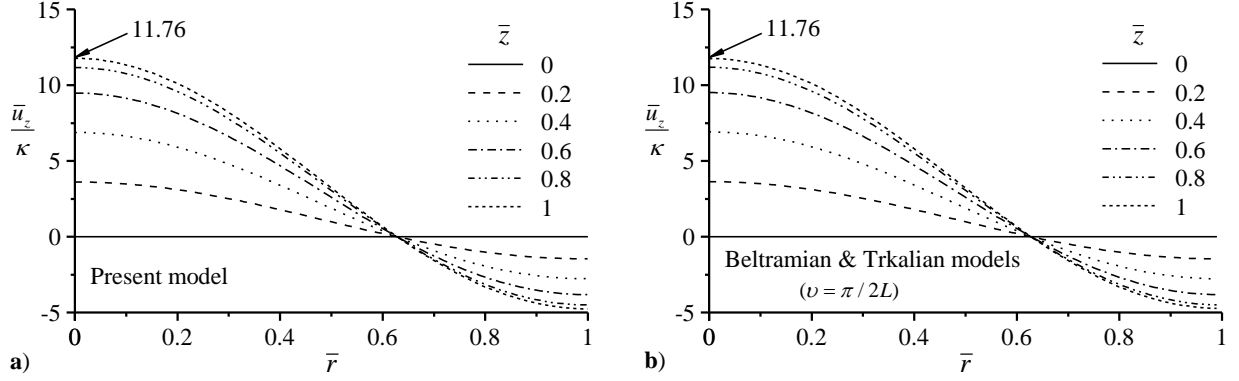 15
10
5
0
-5
0
0.2
0.4
0.6
0.8
1
u̅_z
κ
r̅
11.76
z̅
0
0.2
0.4
0.6
0.8
1
Present model
a)
15
10
5
0
-5
0
0.2
0.4
0.6
0.8
1
u̅_z
κ
r̅
11.76
z̅
0
0.2
0.4
0.6
0.8
1
Beltramian & Trkalian models
(υ = π / 2L)
b)